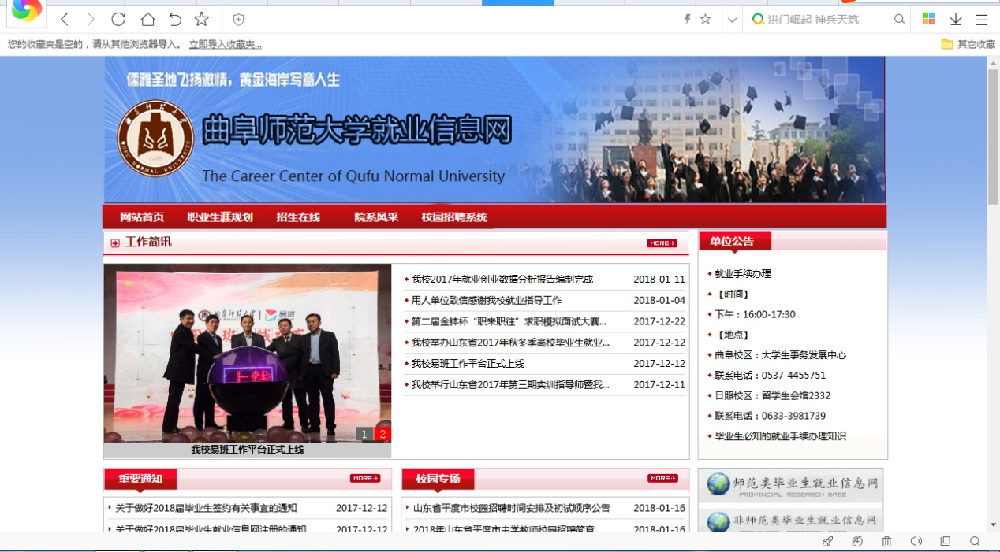 洪门崛起 神兵天筑
您的收藏夹是空的，请从其他浏览器导入。 立即导入收藏夹...
其它收藏
儒雅圣地飞扬激情，黄金海岸写意人生
曲阜师范大学就业信息网
The Career Center of Qufu Normal University
QUFU NORMAL UNIVERSITY
网站首页 职业生涯规划 招生在线 院系风采 校园招聘系统
工作简讯
MORE
我校2017年就业创业数据分析报告编制完成 2018-01-11
用人单位致信感谢我校就业指导工作 2018-01-04
第二届金钵杯“职来职往”求职模拟面试大赛... 2017-12-22
我校举办山东省2017年秋冬季高校毕业生就业... 2017-12-12
我校易班工作平台正式上线 2017-12-12
我校举行山东省2017年第三期实训指导师暨我... 2017-12-11
上线
1 2
我校易班工作平台正式上线
单位公告
就业手续办理
【时间】
下午：16:00-17:30
【地点】
曲阜校区：大学生事务发展中心
联系电话：0537-4455751
日照校区：留学生会馆2332
联系电话：0633-3981739
毕业生必知的就业手续办理知识
重要通知
MORE
关于做好2018届毕业生签约有关事宜的通知 2017-12-12
关于做好2018届毕业生就业信息网注册的通知 2017-12-12
校园专场
MORE
山东省平度市校园招聘时间安排及初试顺序公告 2018-01-16
2018年山东省平度市中学教师校园招聘简章 2018-01-16
师范类毕业生就业信息网
PROVINCIAL RESEARCH BASE
非师范类毕业生就业信息网